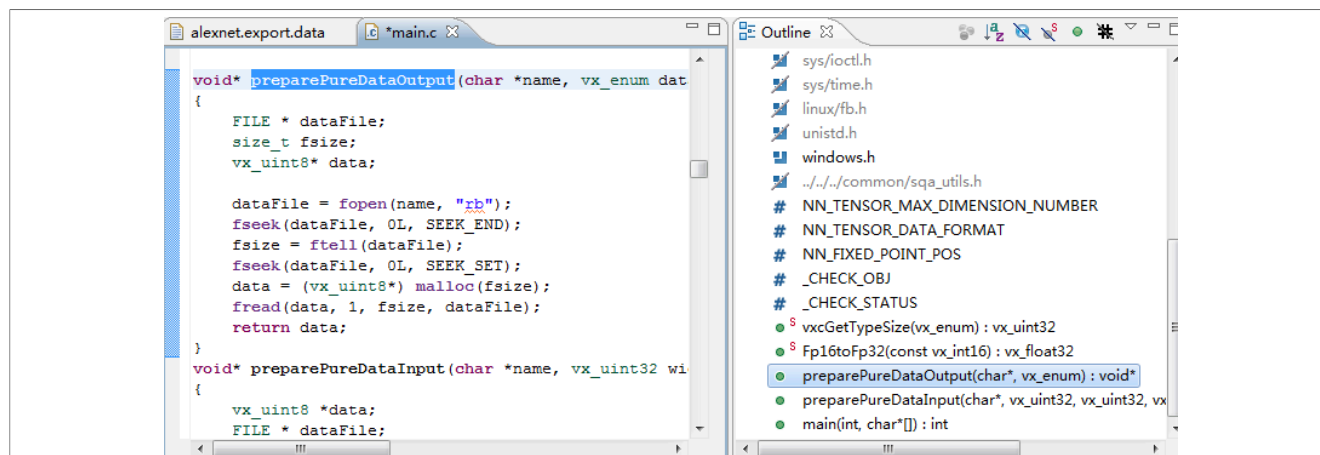 alexnet.export.data
*main.c
void* preparePureDataOutput(char *name, vx_enum dat
{
FILE * dataFile;
size_t fsize;
vx_uint8* data;
dataFile = fopen(name, "rb");
fseek(dataFile, 0L, SEEK_END);
fsize = ftell(dataFile);
fseek(dataFile, 0L, SEEK_SET);
data = (vx_uint8*) malloc(fsize);
fread(data, 1, fsize, dataFile);
return data;
}
void* preparePureDataInput(char *name, vx_uint32 wi
{
vx_uint8 *data;
FILE * dataFile;
Outline
sys/ioctl.h
sys/time.h
linux/fb.h
unistd.h
windows.h
../../../common/sqa_utils.h
# NN_TENSOR_MAX_DIMENSION_NUMBER
# NN_TENSOR_DATA_FORMAT
# NN_FIXED_POINT_POS
# _CHECK_OBJ
# _CHECK_STATUS
S vxcGetTypeSize(vx_enum) : vx_uint32
S Fp16toFp32(const vx_int16) : vx_float32
preparePureDataOutput(char*, vx_enum) : void*
preparePureDataInput(char*, vx_uint32, vx_uint32, vx
main(int, char*[]) : int